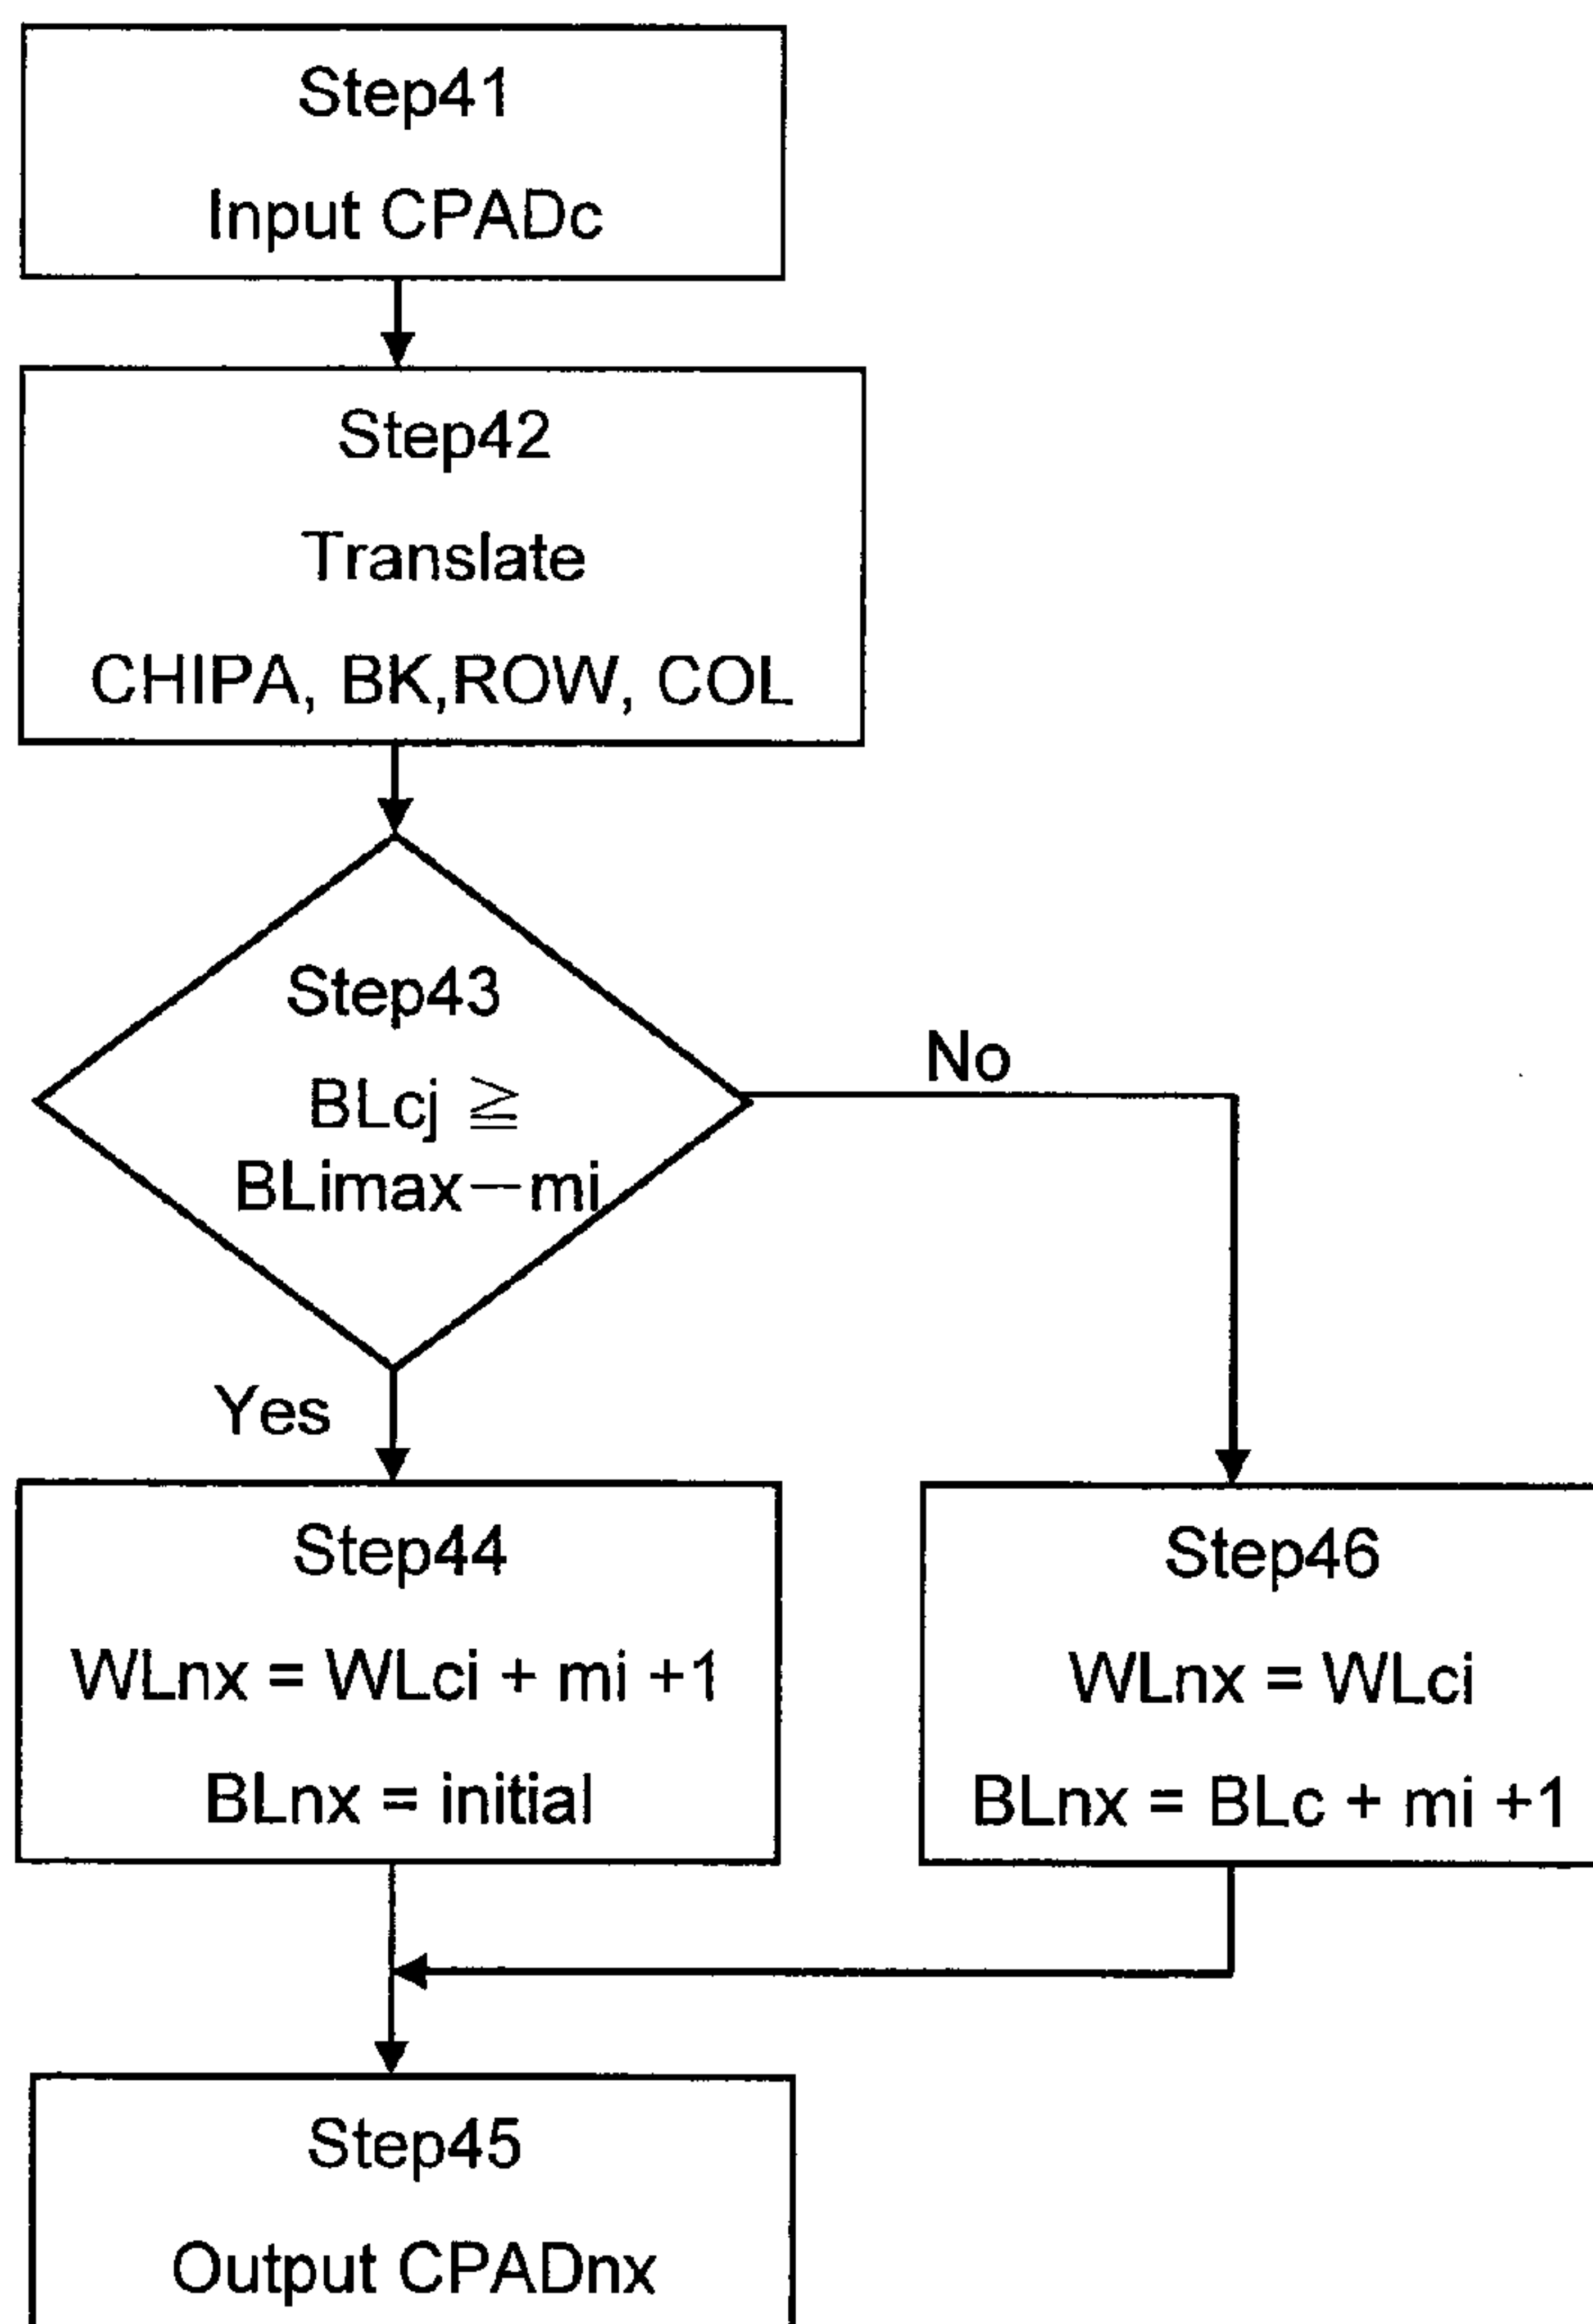 Step41
Input CPADc
Step42
Translate
CHIPA, BK,ROW, COL
Step43
BLcj ≧
BLimax−mi
No
Yes
Step44
WLnx = WLci + mi +1
BLnx = initial
Step46
WLnx = WLci
BLnx = BLc + mi +1
Step45
Output CPADnx